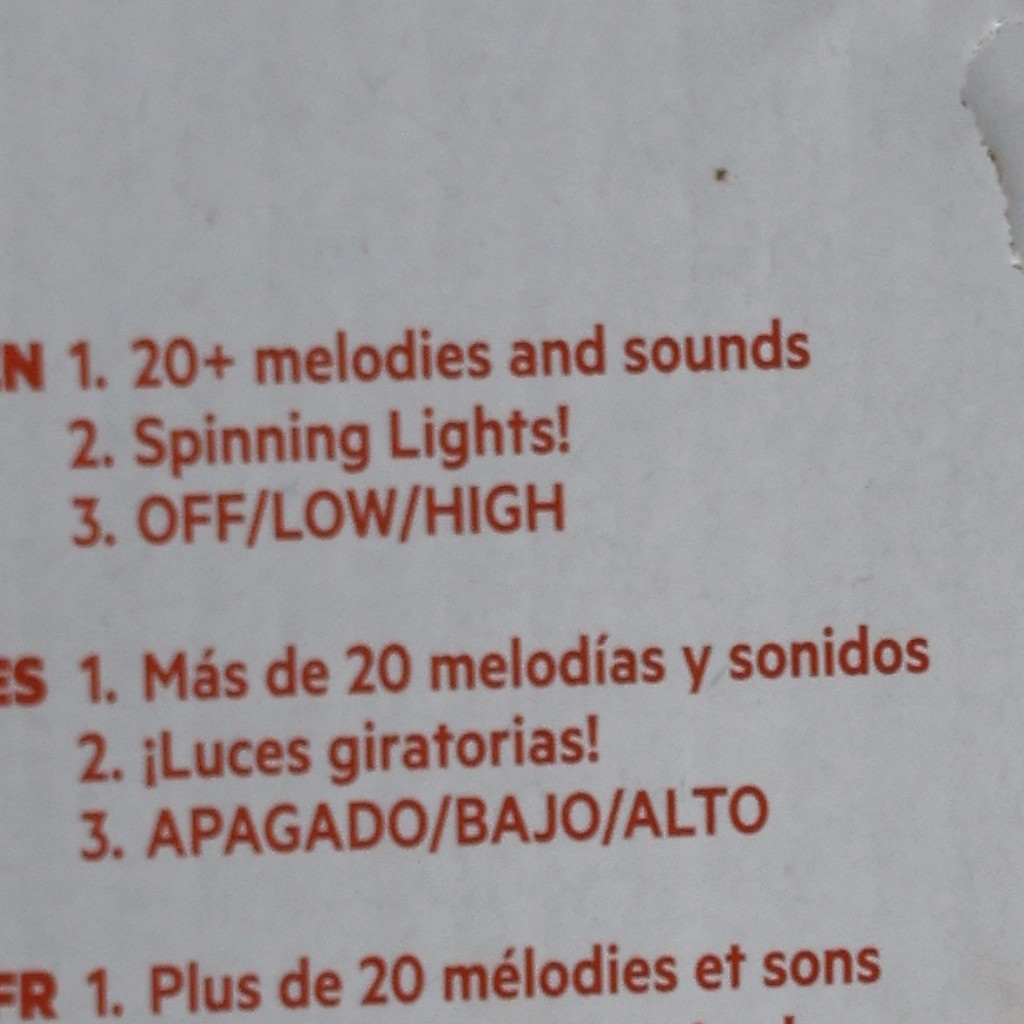 EN 1. 20+ melodies and sounds
2. Spinning Lights!
3. OFF/LOW/HIGH
ES 1. Más de 20 melodías y sonidos
2. ¡Luces giratorias!
3. APAGADO/BAJO/ALTO
FR 1. Plus de 20 mélodies et sons